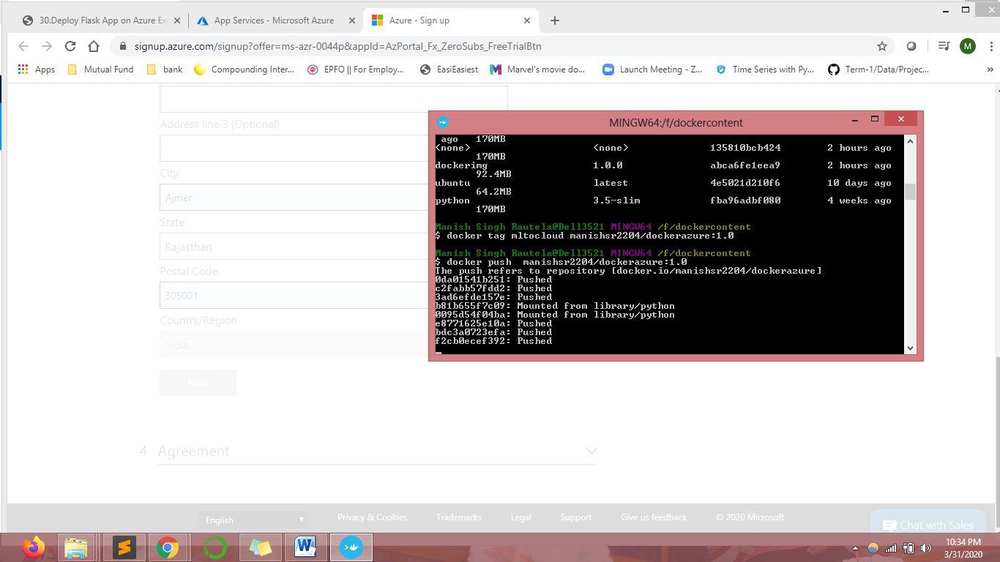 30.Deploy Flask App on Azure Ex
App Services - Microsoft Azure
Azure - Sign up
signup.azure.com/signup?offer=ms-azr-0044p&appId=AzPortal_Fx_ZeroSubs_FreeTrialBtn
M
Apps
Mutual Fund
bank
Compounding Inter...
EPFO || For Employ...
EasiEasiest
Marvel's movie do...
Launch Meeting - Z...
Time Series with Py...
Term-1/Data/Projec...
»
Address line 3 (Optional)
City
Ajmer
State
Rajasthan
Postal Code
305001
Country/Region
India
Next
4 Agreement
MINGW64:/f/dockercontent
ago 170MB
<none> <none> 135810bcb424 2 hours ago
170MB
dockerimg 1.0.0 abca6fe1eea9 2 hours ago
92.4MB
ubuntu latest 4e5021d210f6 10 days ago
64.2MB
python 3.5-slim fba96adbf080 4 weeks ago
170MB
Manish Singh Rautela@Dell3521 MINGW64 /f/dockercontent
$ docker tag mltocloud manishsr2204/dockerazure:1.0
Manish Singh Rautela@Dell3521 MINGW64 /f/dockercontent
$ docker push  manishsr2204/dockerazure:1.0
The push refers to repository [docker.io/manishsr2204/dockerazure]
0da01541b251: Pushed
c2fabb57fdd2: Pushed
3ad6efde157e: Pushed
b81b655f7c09: Mounted from library/python
0095d54f04ba: Mounted from library/python
e8771625e10a: Pushed
bdc3a0723efa: Pushed
f2cb0ecef392: Pushed
English
Privacy & Cookies
Trademarks
Legal
Support
Give us feedback
© 2020 Microsoft
Chat with Sales
10:34 PM
3/31/2020